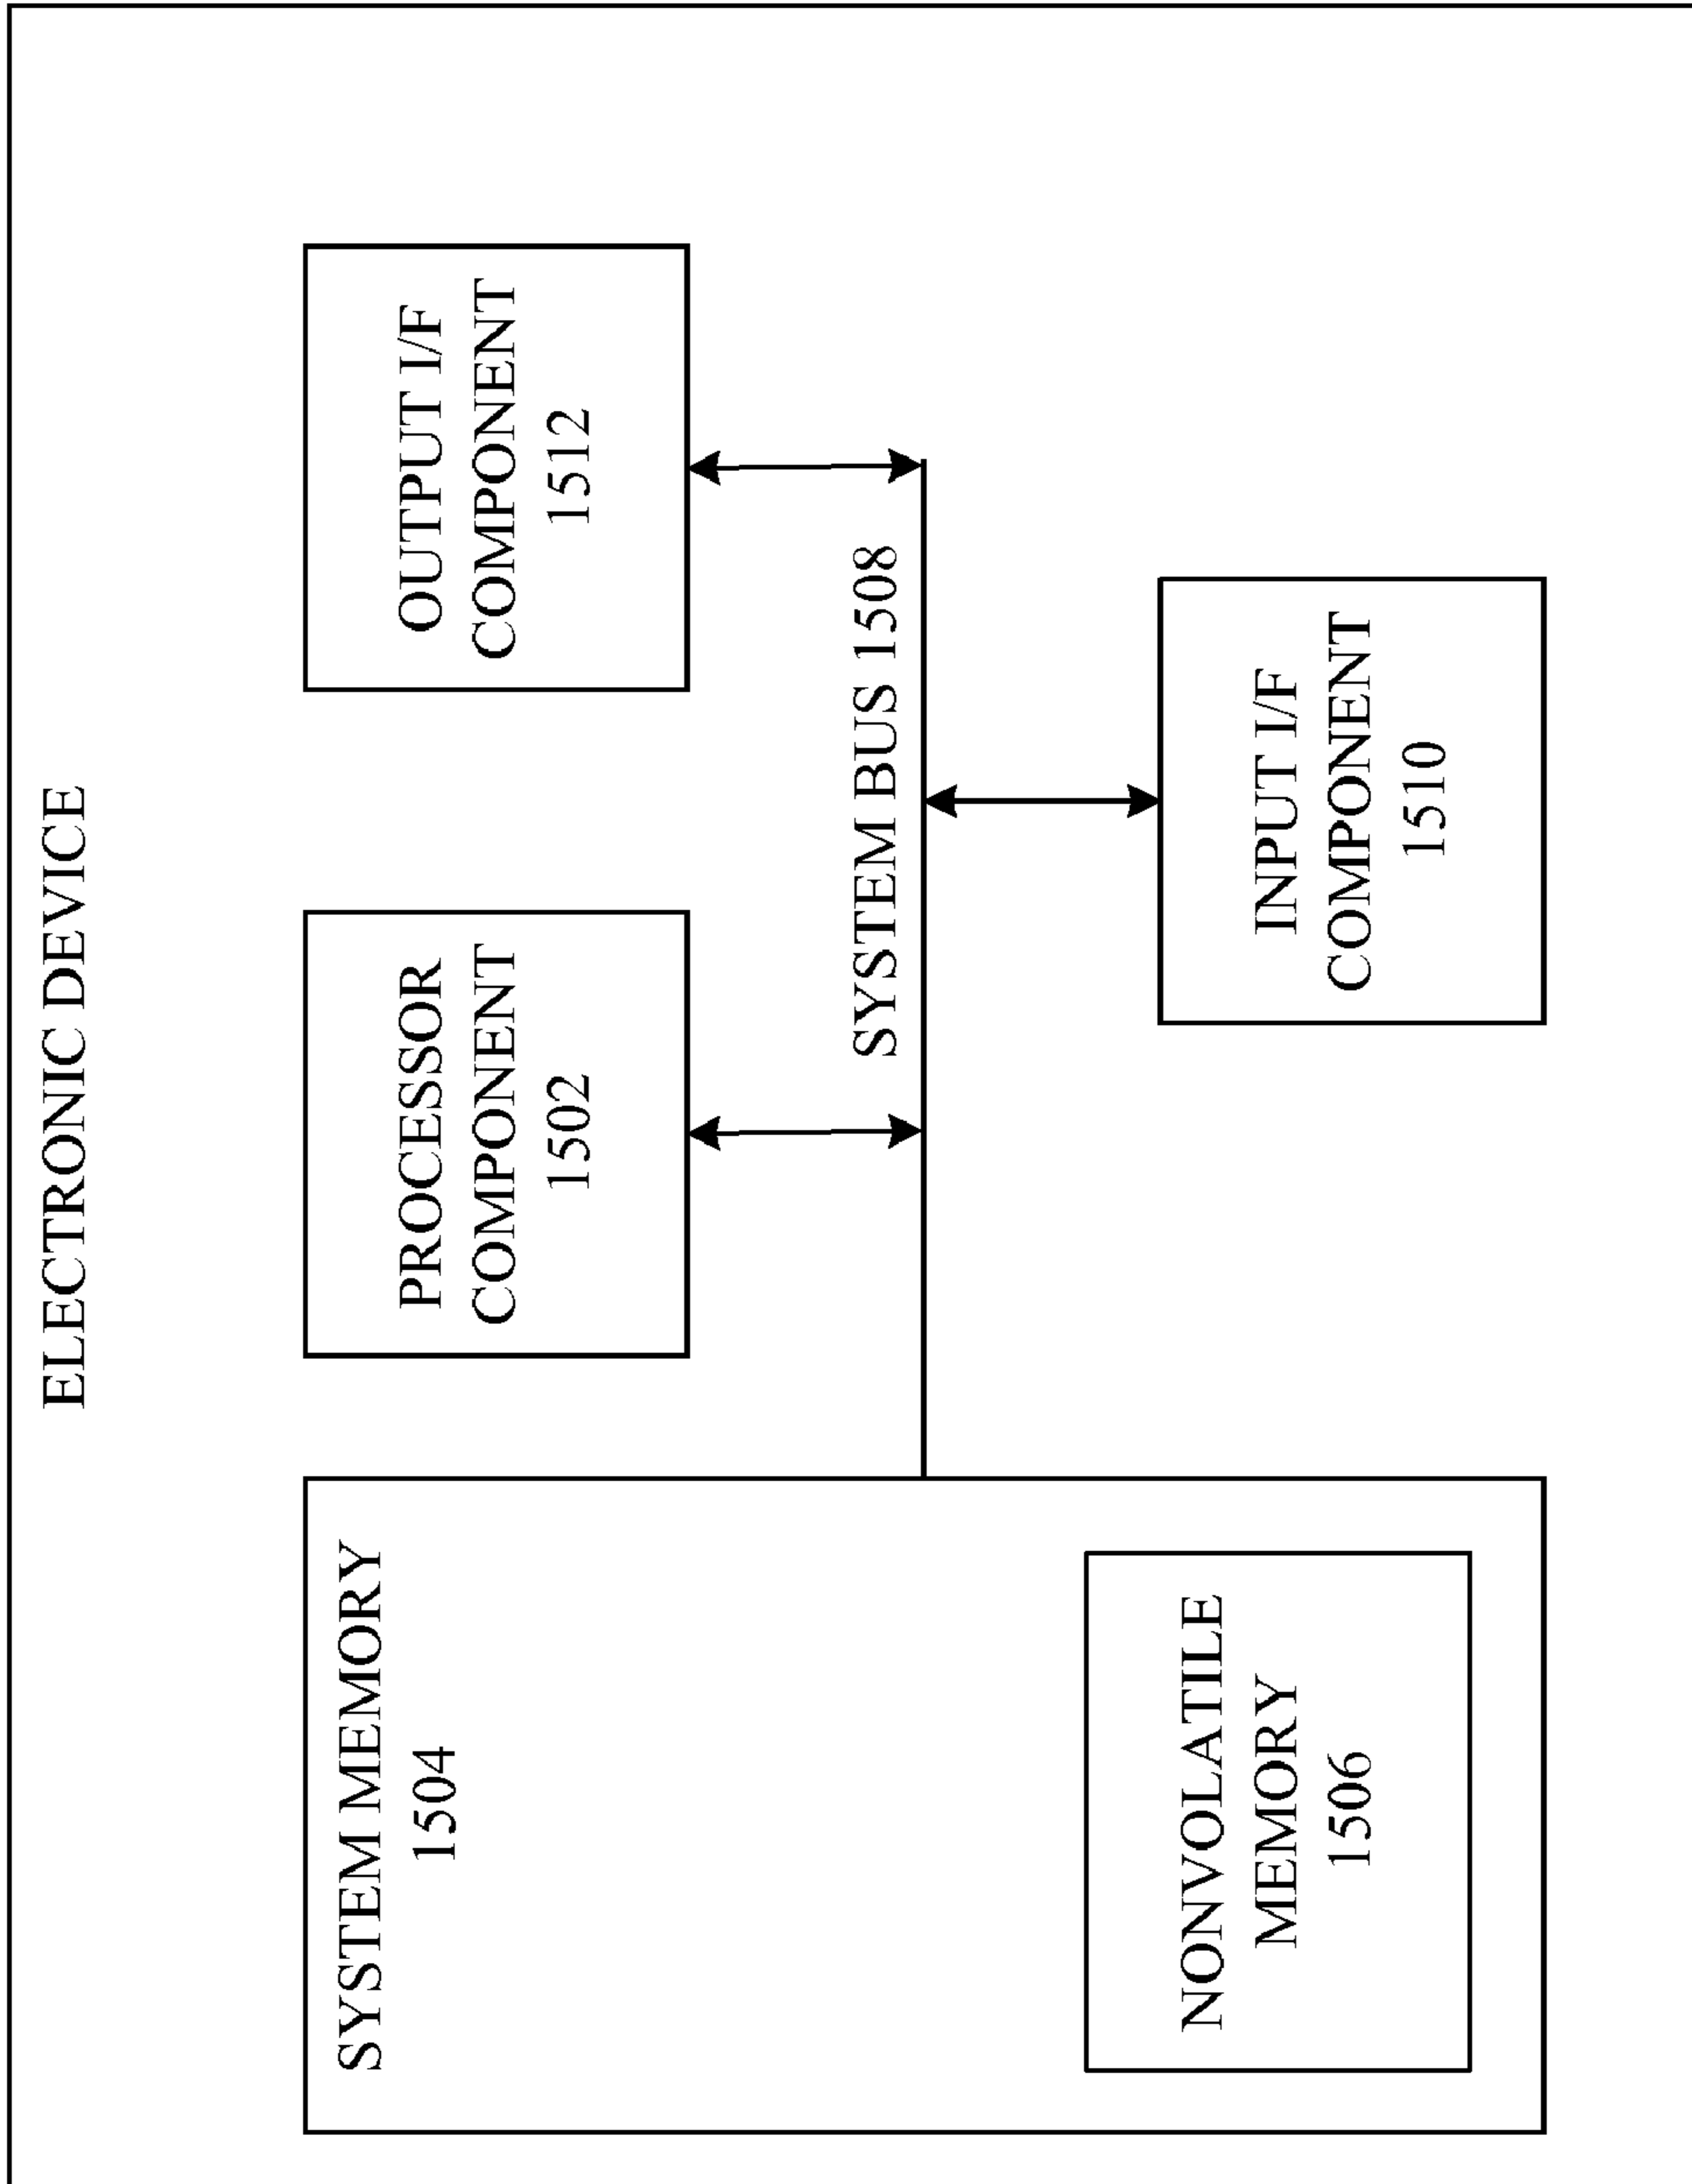 ELECTRONIC DEVICE
SYSTEM MEMORY
1504
NONVOLATILE
MEMORY
1506
PROCESSOR
COMPONENT
1502
OUTPUT I/F
COMPONENT
1512
SYSTEM BUS 1508
INPUT I/F
COMPONENT
1510